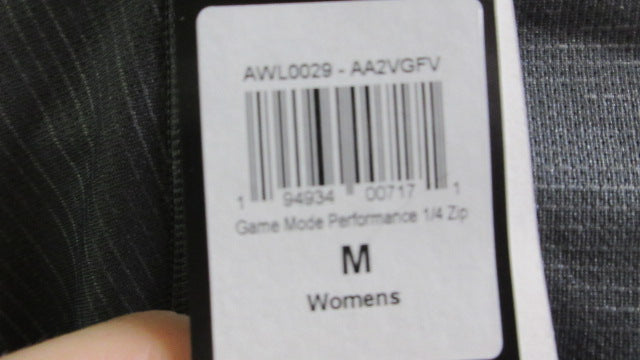 AWL0029 - AA2VGFV
1 94934 00717 1
Game Mode Performance 1/4 Zip
M
Womens